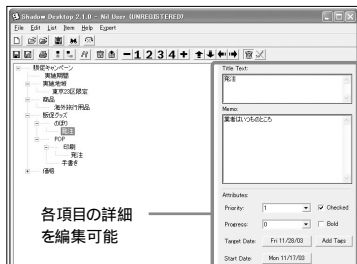 Shadow Desktop 2.1.0 - Nil User (UNREGISTERED)
File Edit List Item Help Expert
1 2 3 4
販促キャンペーン
実施期間
実施地域
東京23区限定
商品
海外旅行用品
販促グッズ
のぼり
発注
POP
印刷
発注
手書き
価格
各項目の詳細
を編集可能
Title Text:
発注
Memo:
業者はいつものところ
Attributes:
Priority: 1 Checked
Progress: 0 Bold
Target Date: Fri 11/28/03 Add Tags
Start Date: Mon 11/17/03